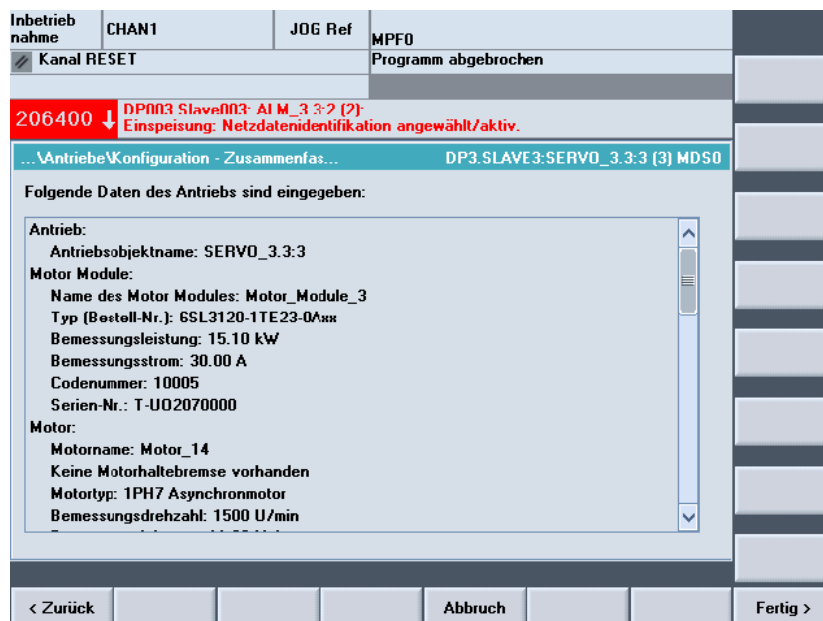 Inbetrieb
nahme
CHAN1
JOG Ref
MPF0
Kanal RESET
Programm abgebrochen
206400
DP003.Slave003: ALM_3.3:2 (2):
Einspeisung: Netzdatenidentifikation angewählt/aktiv.
...\Antriebe\Konfiguration - Zusammenfas...
DP3.SLAVE3:SERVO_3.3:3 (3) MDS0
Folgende Daten des Antriebs sind eingegeben:
Antrieb:
Antriebsobjektname: SERVO_3.3:3
Motor Module:
Name des Motor Modules: Motor_Module_3
Typ (Bestell-Nr.): 6SL3120-1TE23-0Axx
Bemessungsleistung: 15.10 kW
Bemessungsstrom: 30.00 A
Codenummer: 10005
Serien-Nr.: T-UO2070000
Motor:
Motorname: Motor_14
Keine Motorhaltebremse vorhanden
Motortyp: 1PH7 Asynchronmotor
Bemessungsdrehzahl: 1500 U/min
< Zurück
Abbruch
Fertig >